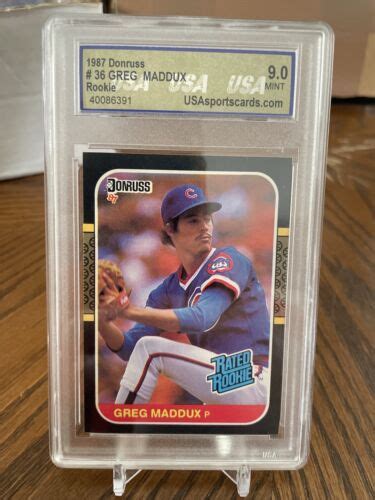 1987 Donruss
# 36 GREG MADDUX
Rookie
40086391
USA USA USA
9.0
MINT
USAsportscards.com
DONRUSS
87
C
RATED
ROOKIE
GREG MADDUX P
USA